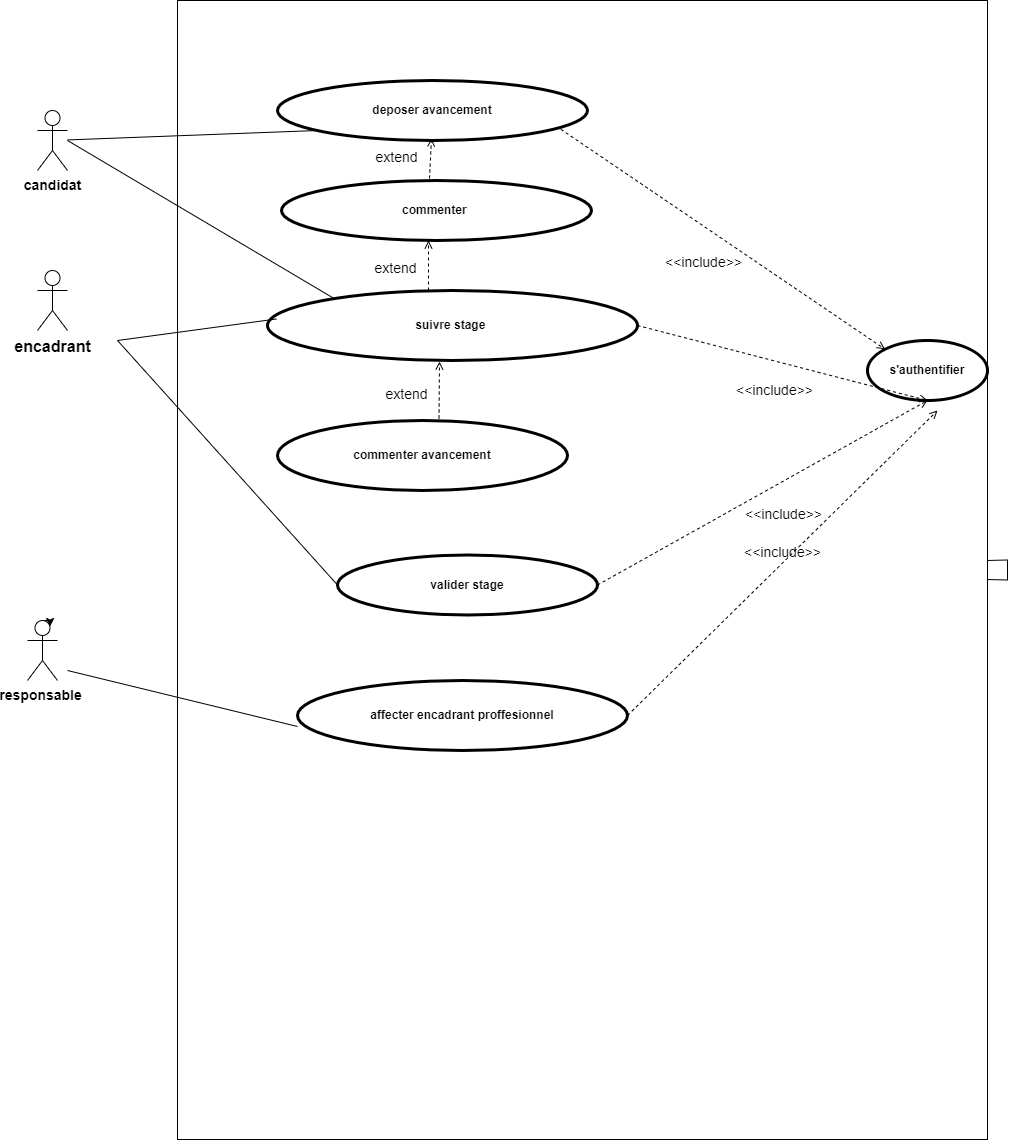 deposer avancement
candidat
extend
commenter
<<include>>
extend
encadrant
suivre stage
s'authentifier
<<include>>
extend
commenter avancement
<<include>>
<<include>>
valider stage
responsable
affecter encadrant proffesionnel